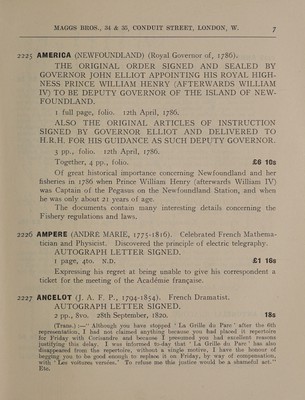 MAGGS BROS., 34 & 35, CONDUIT STREET, LONDON, W. 7
2225 AMERICA (NEWFOUNDLAND) (Royal Governor of, 1786).
THE ORIGINAL ORDER SIGNED AND SEALED BY
GOVERNOR JOHN ELLIOT APPOINTING HIS ROYAL HIGH-
NESS PRINCE WILLIAM HENRY (AFTERWARDS WILLIAM
IV) TO BE DEPUTY GOVERNOR OF THE ISLAND OF NEW-
FOUNDLAND.
1 full page, folio. 12th April, 1786.
ALSO THE ORIGINAL ARTICLES OF INSTRUCTION
SIGNED BY GOVERNOR ELLIOT AND DELIVERED TO
H.R.H. FOR HIS GUIDANCE AS SUCH DEPUTY GOVERNOR.
3 pp., folio. 12th April, 1786.
Together, 4 pp., folio. £6 10s
Of great historical importance concerning Newfoundland and her
fisheries in 1786 when Prince William Henry (afterwards William IV)
was Captain of the Pegasus on the Newfoundland Station, and when
he was only about 21 years of age.
The documents contain many interesting details concerning the
Fishery regulations and laws.
2226 AMPERE (ANDRE MARIE, 1775-1836). Celebrated French Mathema-
tician and Physicist. Discovered the principle of electric telegraphy.
AUTOGRAPH LETTER SIGNED.
1 page, 4to. N.D. £1 16s
Expressing his regret at being unable to give his correspondent a
ticket for the meeting of the Académie française.
2227 ANCELOT (J. A. F. P., 1794-1854). French Dramatist.
AUTOGRAPH LETTER SIGNED.
2 pp., 8vo. 28th September, 1820. 18s
(Trans.) :—" Although you have stopped ' La Grille du Parc ' after the 6th
representation, I had not claimed anything because you had placed it repertoire
for Friday with Corisandre and because I presumed you had excellent reasons
justifying this delay. I was informed to-day that ' La Grille du Parc ' has also
disappeared from the repertoire, without a single motive, I have the honour of
begging you to be good enough to replace it on Friday, by way of compensation,
with ' Les voitures versées.' To refuse me this justice would be a shameful act."
Etc.